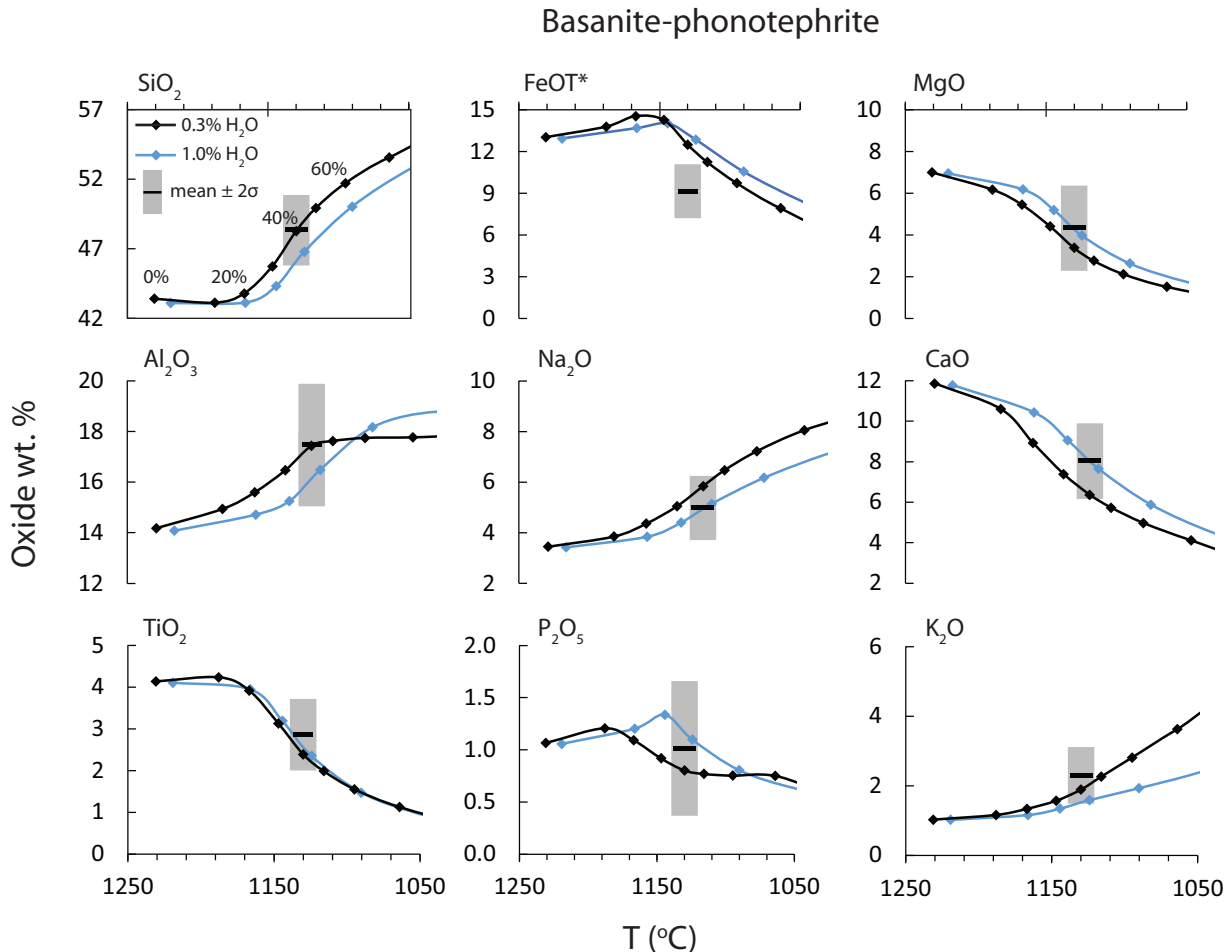 Basanite-phonotephrite
SiO₂
57
52
47
42
0.3% H₂O
1.0% H₂O
mean ± 2σ
0%
20%
40%
60%
FeOT*
15
12
9
6
3
0
MgO
10
8
6
4
2
0
Al₂O₃
20
18
16
14
12
Na₂O
10
8
6
4
2
CaO
12
10
8
6
4
2
0
TiO₂
5
4
3
2
1
0
1250 1150 1050
P₂O₅
2.0
1.5
1.0
0.5
0.0
1250 1150 1050
K₂O
6
4
2
0
1250 1150 1050
Oxide wt. %
T (ºC)